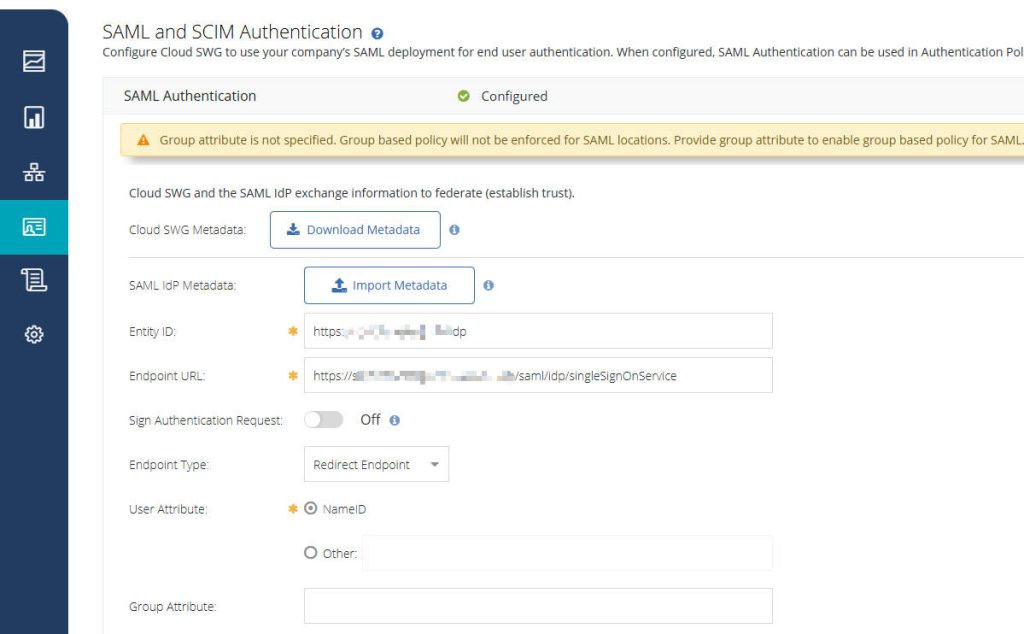 SAML and SCIM Authentication
Configure Cloud SWG to use your company's SAML deployment for end user authentication. When configured, SAML Authentication can be used in Authentication Pol
SAML Authentication Configured
Group attribute is not specified. Group based policy will not be enforced for SAML locations. Provide group attribute to enable group based policy for SAML.
Cloud SWG and the SAML IdP exchange information to federate (establish trust).
Cloud SWG Metadata: Download Metadata
SAML IdP Metadata: Import Metadata
Entity ID: * https: dp
Endpoint URL: * https://s /saml/idp/singleSignOnService
Sign Authentication Request: Off
Endpoint Type: Redirect Endpoint
User Attribute: * NameID
Other:
Group Attribute: